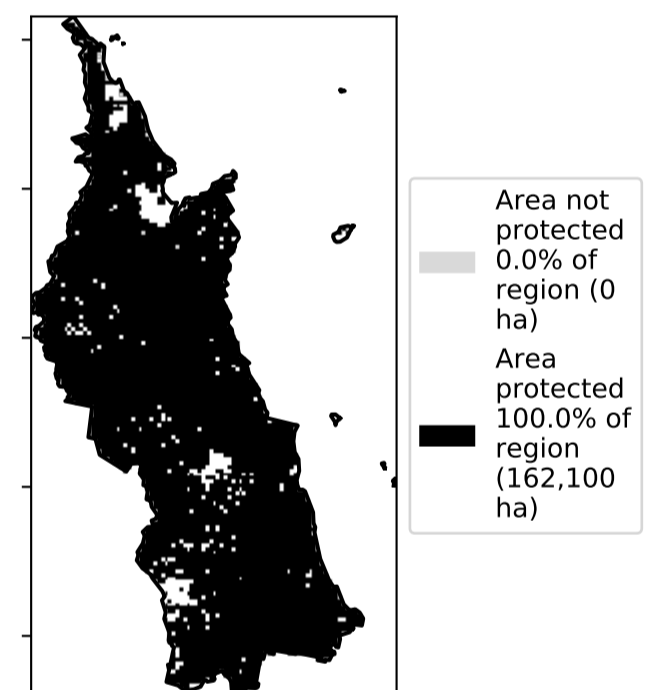 Area not
protected
0.0% of
region (0
ha)
Area
protected
100.0% of
region
(162,100
ha)